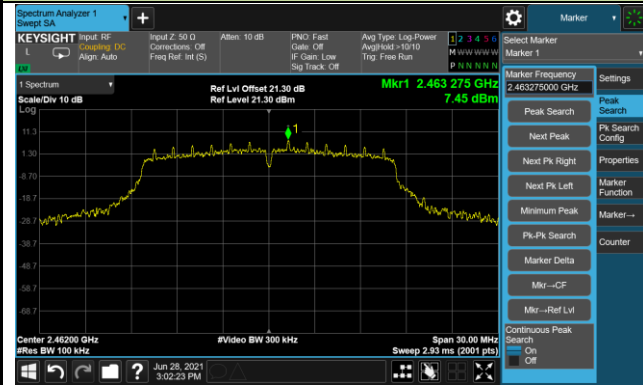 Spectrum Analyzer 1
Swept SA
Marker
KEYSIGHT
L
Input: RF
Coupling: DC
Align: Auto
Input Z: 50 Ω
Corrections: Off
Freq Ref: Int (S)
Atten: 10 dB
PNO: Fast
Gate: Off
IF Gain: Low
Sig Track: Off
Avg Type: Log-Power
Avg|Hold:>10/10
Trig: Free Run
1 2 3 4 5 6
M W W W W W
P N N N N N
Select Marker
Marker 1
1 Spectrum
Scale/Div 10 dB
Log
Ref Lvl Offset 21.30 dB
Ref Level 21.30 dBm
Mkr1 2.463 275 GHz
7.45 dBm
Marker Frequency
2.463275000 GHz
Settings
Peak Search
Peak
Search
Next Peak
Pk Search
Config
Next Pk Right
Properties
Next Pk Left
Marker
Function
Minimum Peak
Marker→
Pk-Pk Search
Counter
Marker Delta
Mkr→CF
Mkr→Ref Lvl
Continuous Peak
Search
On
Off
11.3
1.30
-8.70
-18.7
-28.7
-38.7
-48.7
-58.7
-68.7
1
Center 2.46200 GHz
#Res BW 100 kHz
#Video BW 300 kHz
Span 30.00 MHz
Sweep 2.93 ms (2001 pts)
?
Jun 28, 2021
3:02:23 PM